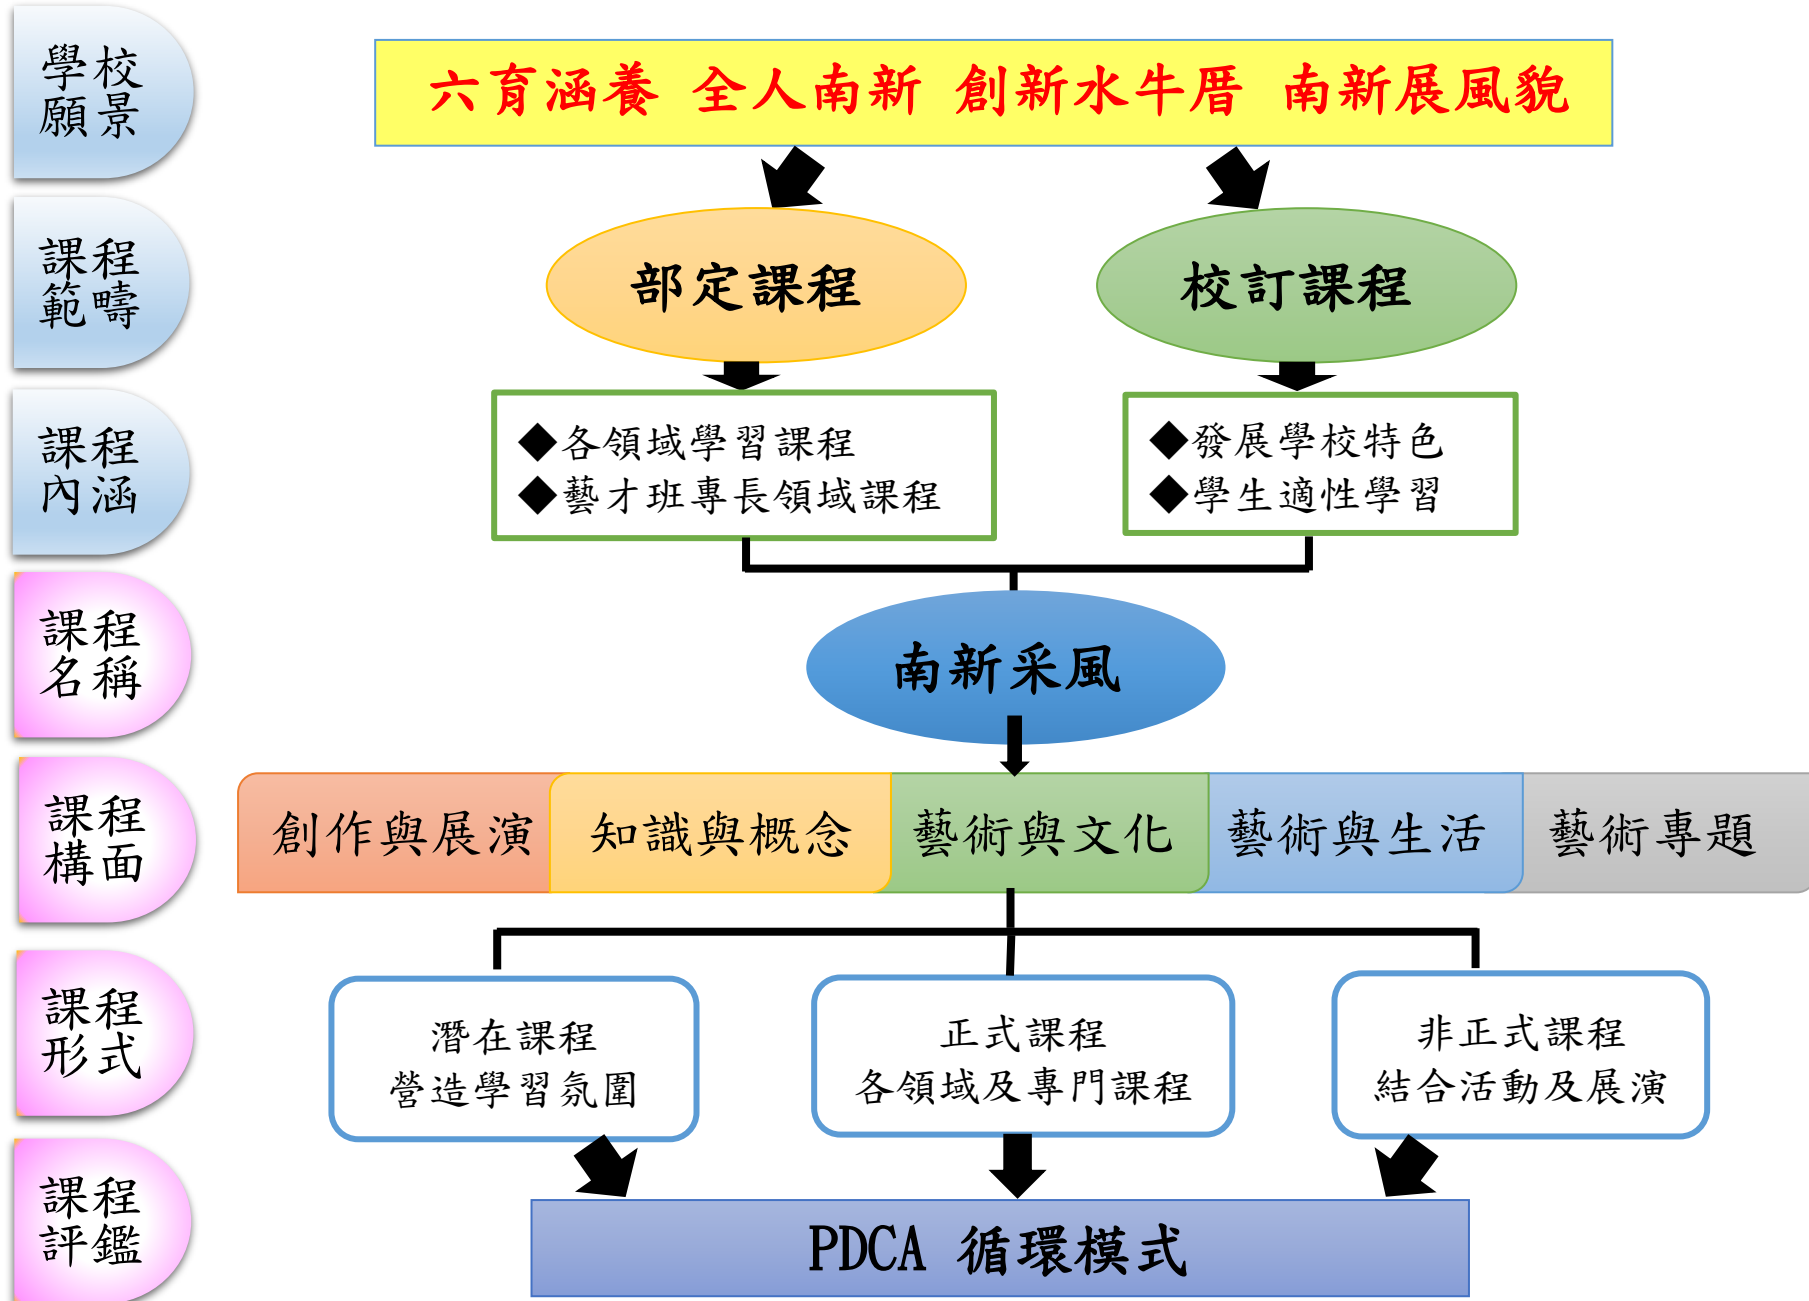 學校
願景
六育涵養 全人南新 創新水牛厝 南新展風貌
課程
範疇
部定課程
校訂課程
課程
內涵
◆各領域學習課程
◆藝才班專長領域課程
◆發展學校特色
◆學生適性學習
課程
名稱
南新采風
課程
構面
創作與展演
知識與概念
藝術與文化
藝術與生活
藝術專題
課程
形式
潛在課程
營造學習氛圍
正式課程
各領域及專門課程
非正式課程
結合活動及展演
課程
評鑑
PDCA 循環模式